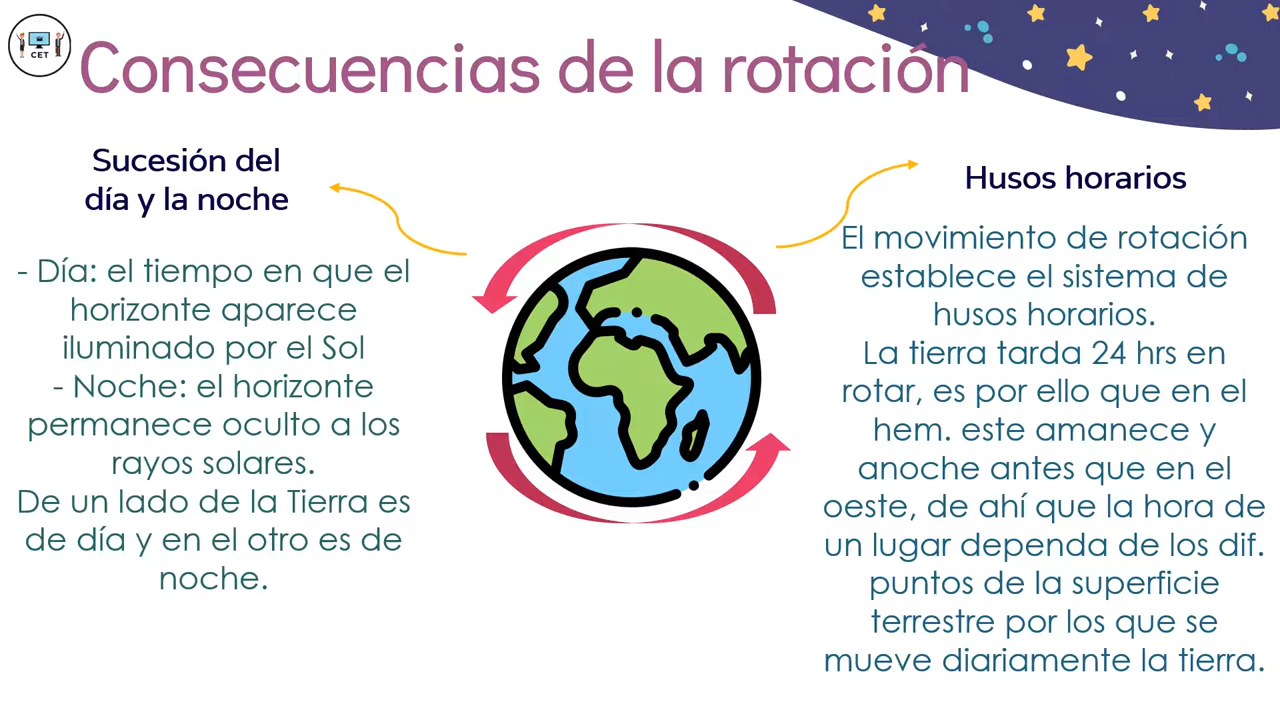 CET
Consecuencias de la rotación
Sucesión del
día y la noche
- Día: el tiempo en que el
horizonte aparece
iluminado por el Sol
- Noche: el horizonte
permanece oculto a los
rayos solares.
De un lado de la Tierra es
de día y en el otro es de
noche.
Husos horarios
El movimiento de rotación
establece el sistema de
husos horarios.
La tierra tarda 24 hrs en
rotar, es por ello que en el
hem. este amanece y
anoche antes que en el
oeste, de ahí que la hora de
un lugar dependa de los dif.
puntos de la superficie
terrestre por los que se
mueve diariamente la tierra.